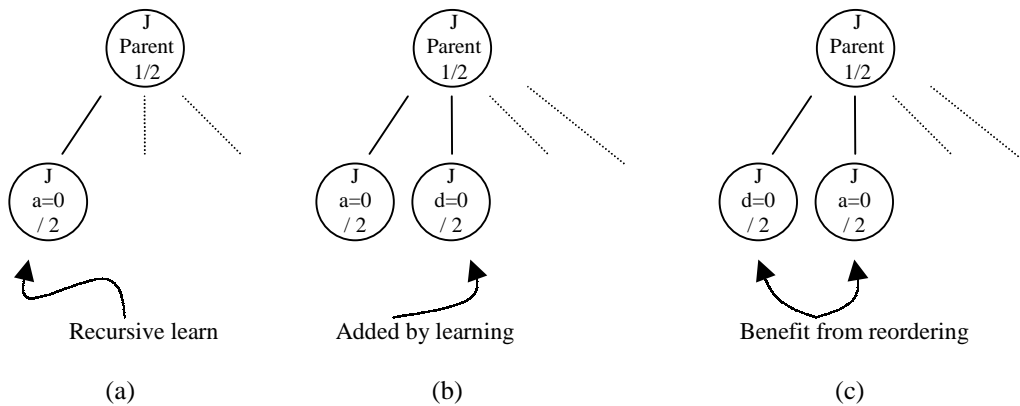 J
Parent
1/2
J
a=0
/ 2
Recursive learn
(a)
J
Parent
1/2
J
a=0
/ 2
J
d=0
/ 2
Added by learning
(b)
J
Parent
1/2
J
d=0
/ 2
J
a=0
/ 2
Benefit from reordering
(c)